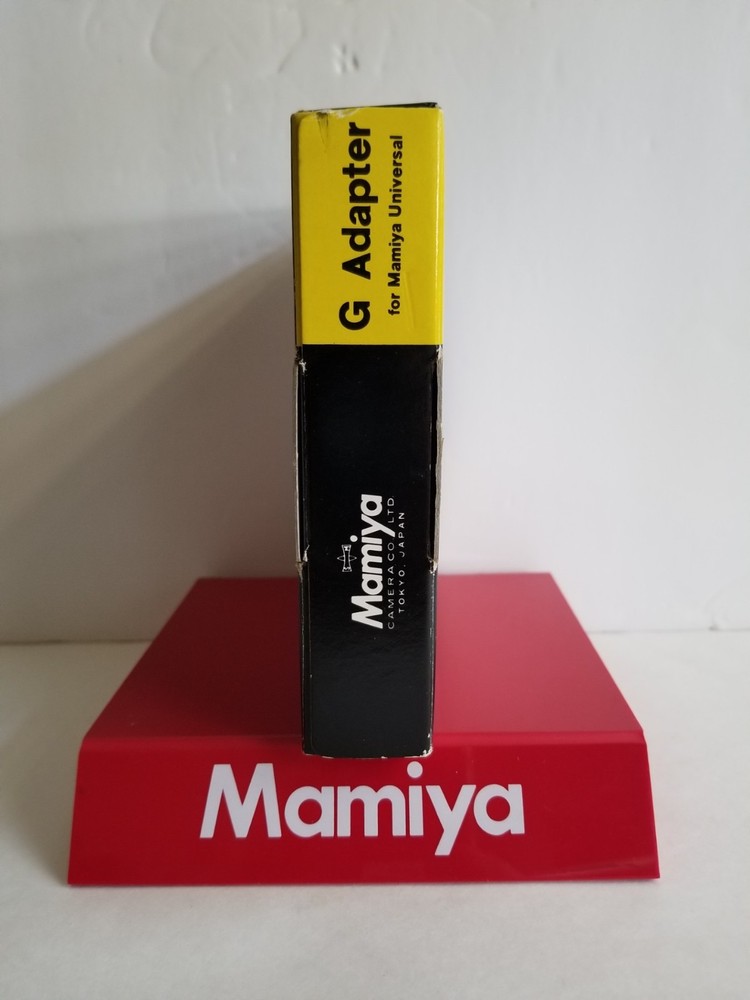 G Adapter
for Mamiya Universal
Mamiya
CAMERA CO LTD
TOKYO, JAPAN
Mamiya